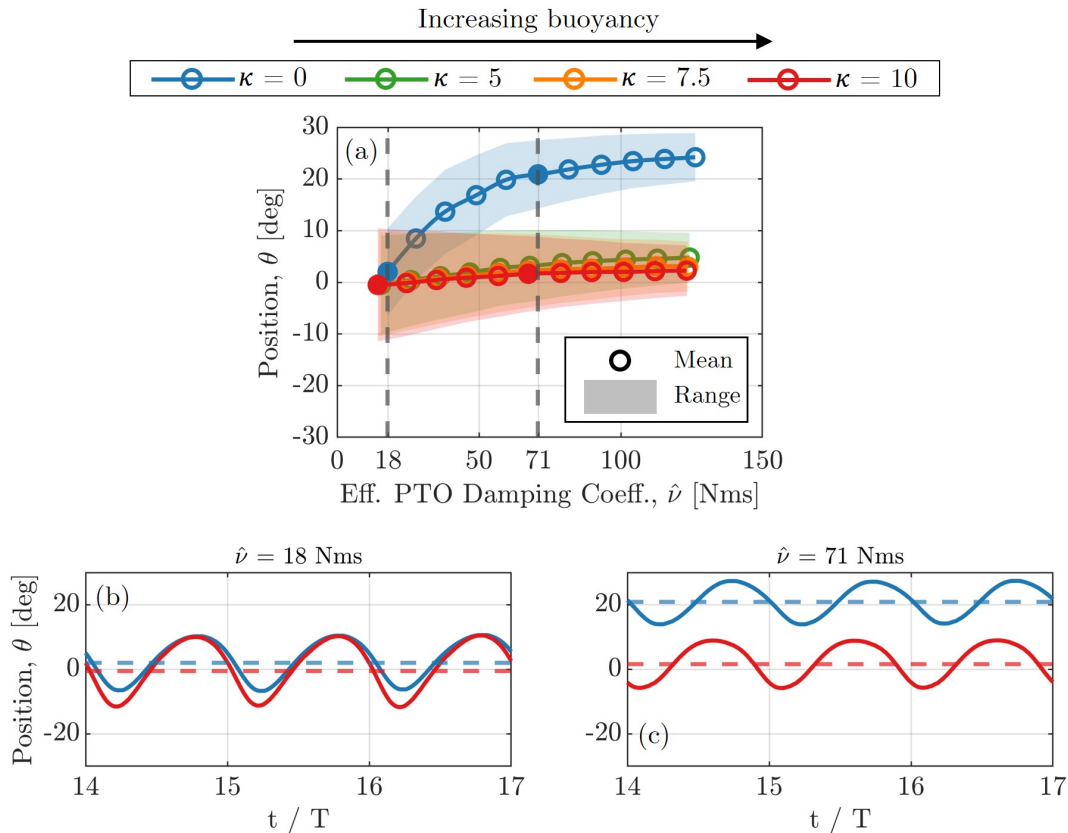 Increasing buoyancy
κ = 0 κ = 5 κ = 7.5 κ = 10
(a)
30
20
10
0
-10
-20
-30
Position, θ [deg]
Mean
Range
0 18 50 71 100 150
Eff. PTO Damping Coeff., ν̂ [Nms]
ν̂ = 18 Nms
(b)
20
0
-20
Position, θ [deg]
14 15 16 17
t / T
ν̂ = 71 Nms
20
0
-20
(c)
14 15 16 17
t / T